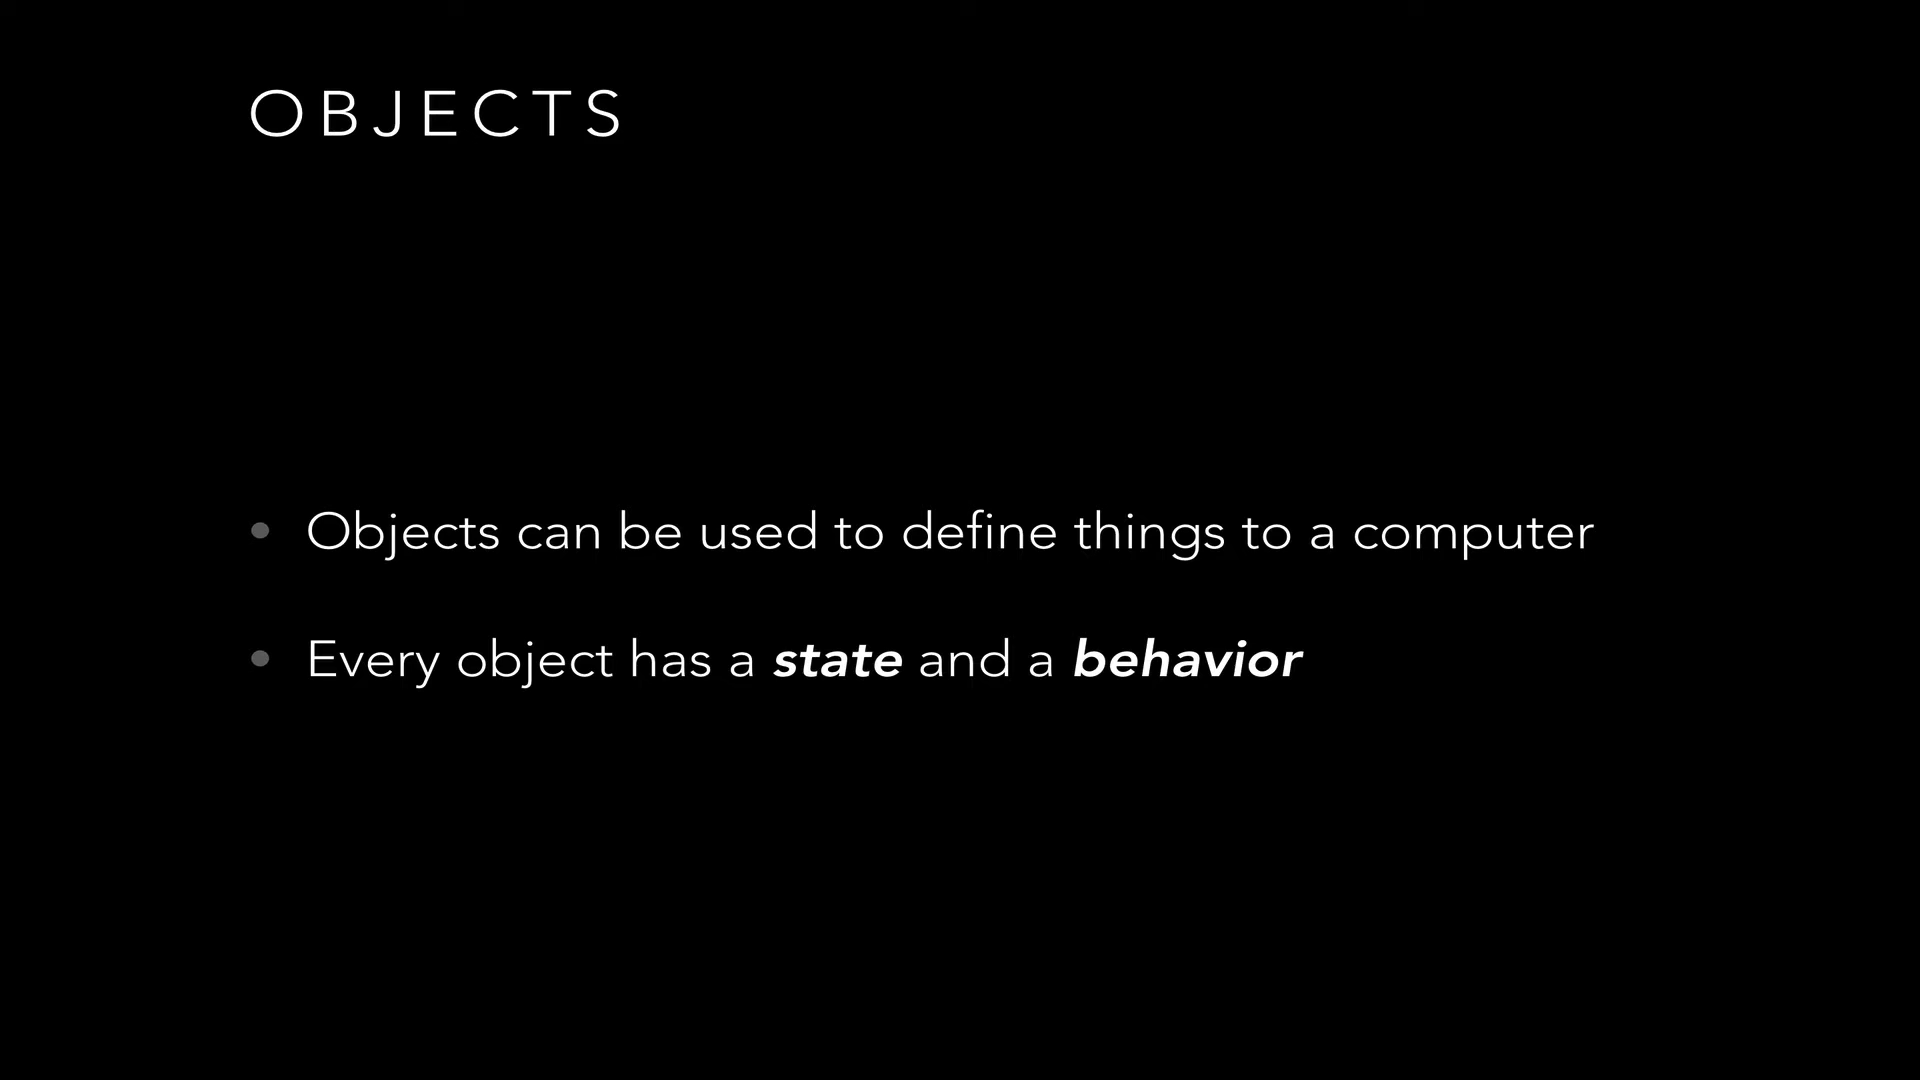 OBJECTS
• Objects can be used to define things to a computer
• Every object has a state and a behavior